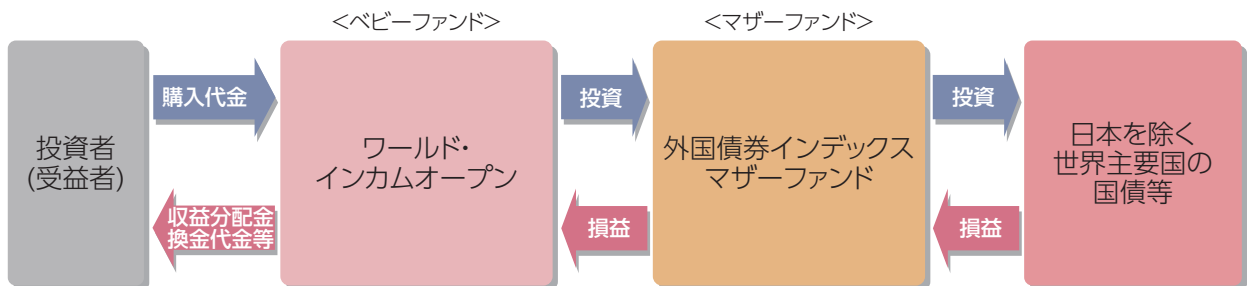 ＜ベビーファンド＞
＜マザーファンド＞
投資者
(受益者)
購入代金
収益分配金
換金代金等
ワールド・
インカムオープン
投資
損益
外国債券インデックス
マザーファンド
投資
損益
日本を除く
世界主要国の
国債等